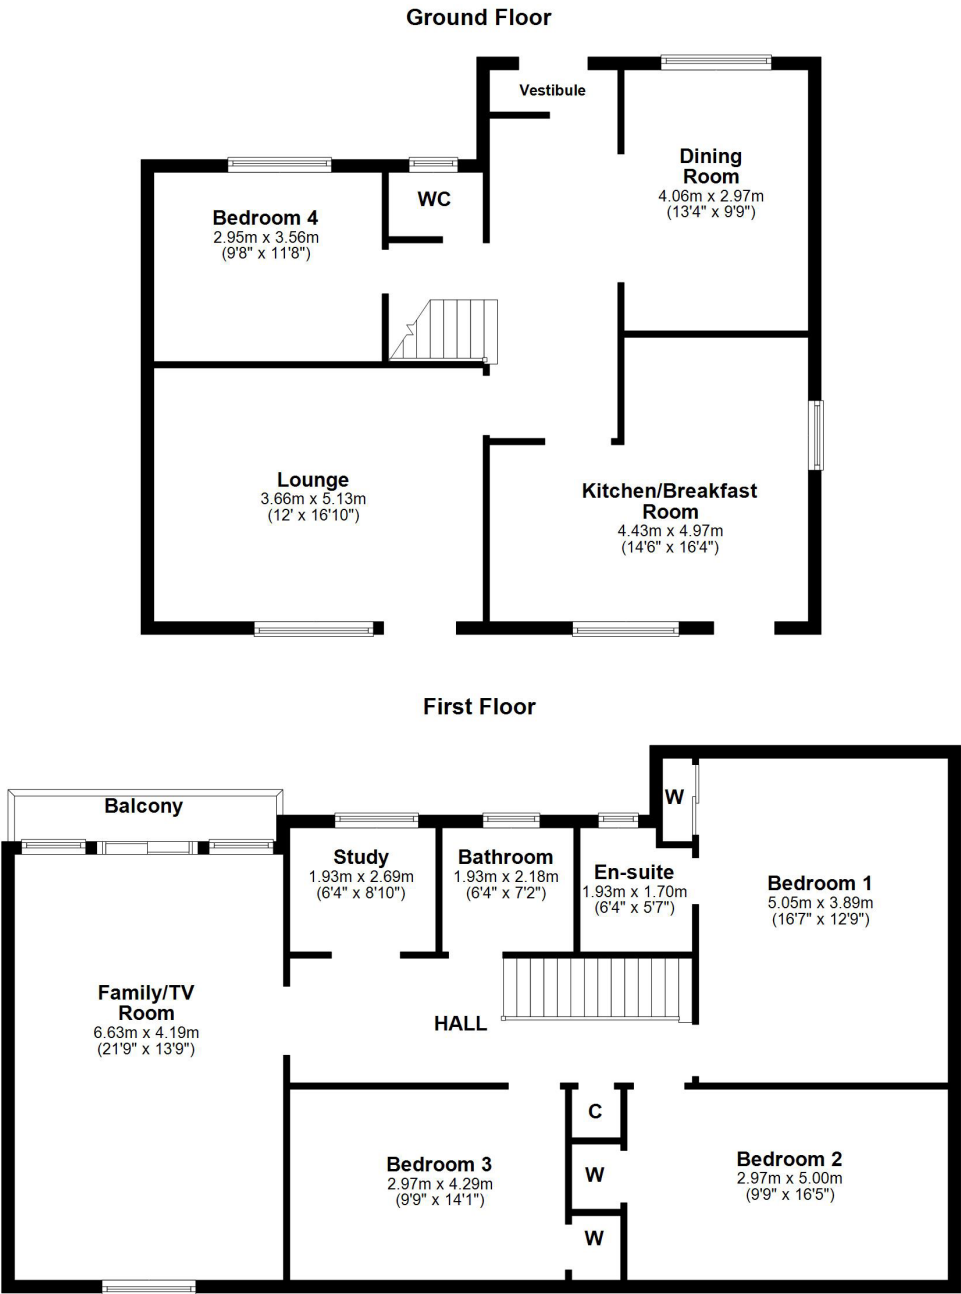 Ground Floor
Vestibule
Dining
Room
4.06m x 2.97m
(13'4" x 9'9")
WC
Bedroom 4
2.95m x 3.56m
(9'8" x 11'8")
Lounge
3.66m x 5.13m
(12' x 16'10")
Kitchen/Breakfast
Room
4.43m x 4.97m
(14'6" x 16'4")
First Floor
Balcony
W
Study
1.93m x 2.69m
(6'4" x 8'10")
Bathroom
1.93m x 2.18m
(6'4" x 7'2")
En-suite
1.93m x 1.70m
(6'4" x 5'7")
Bedroom 1
5.05m x 3.89m
(16'7" x 12'9")
Family/TV
Room
6.63m x 4.19m
(21'9" x 13'9")
HALL
C
Bedroom 3
2.97m x 4.29m
(9'9" x 14'1")
W
Bedroom 2
2.97m x 5.00m
(9'9" x 16'5")
W